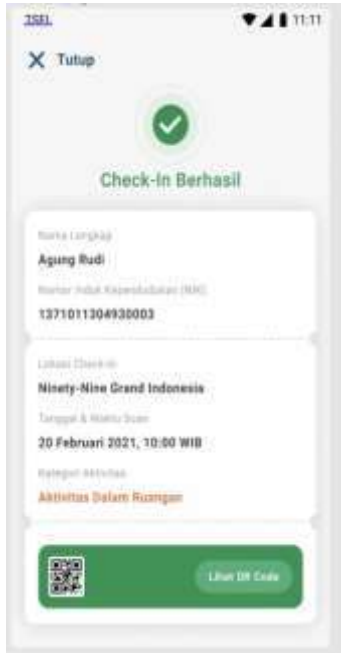 TSEL
11:11
Tutup
Check-In Berhasil
Nama Lengkap
Agung Rudi
Nomor Induk Kependudukan (NIK)
1371011304930003
Lokasi Check-in
Ninety-Nine Grand Indonesia
Tanggal & Waktu Scan
20 Februari 2021, 10:00 WIB
Kategori Aktivitas
Aktivitas Dalam Ruangan
Lihat QR Code